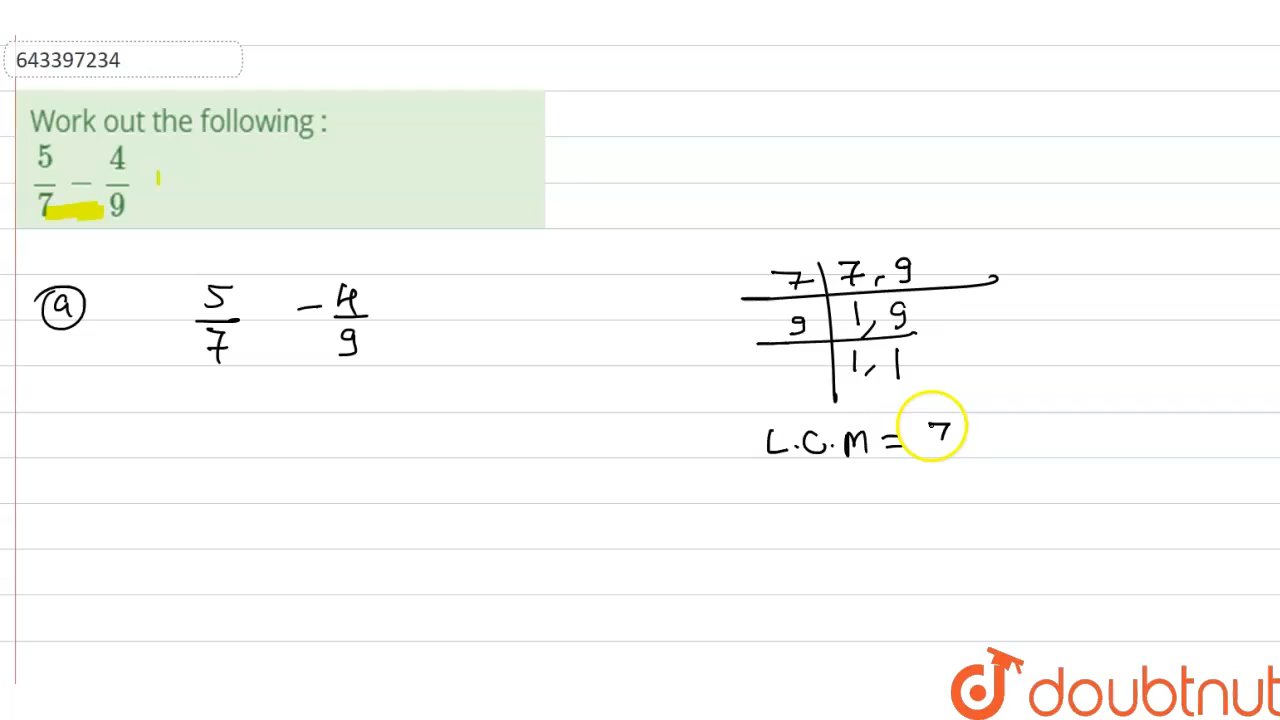 643397234
Work out the following :
5/7 - 4/9
a 5/7 - 4/9
7 | 7, 9
9 | 1, 9
| 1, 1
L.C.M = 7
doubtnut